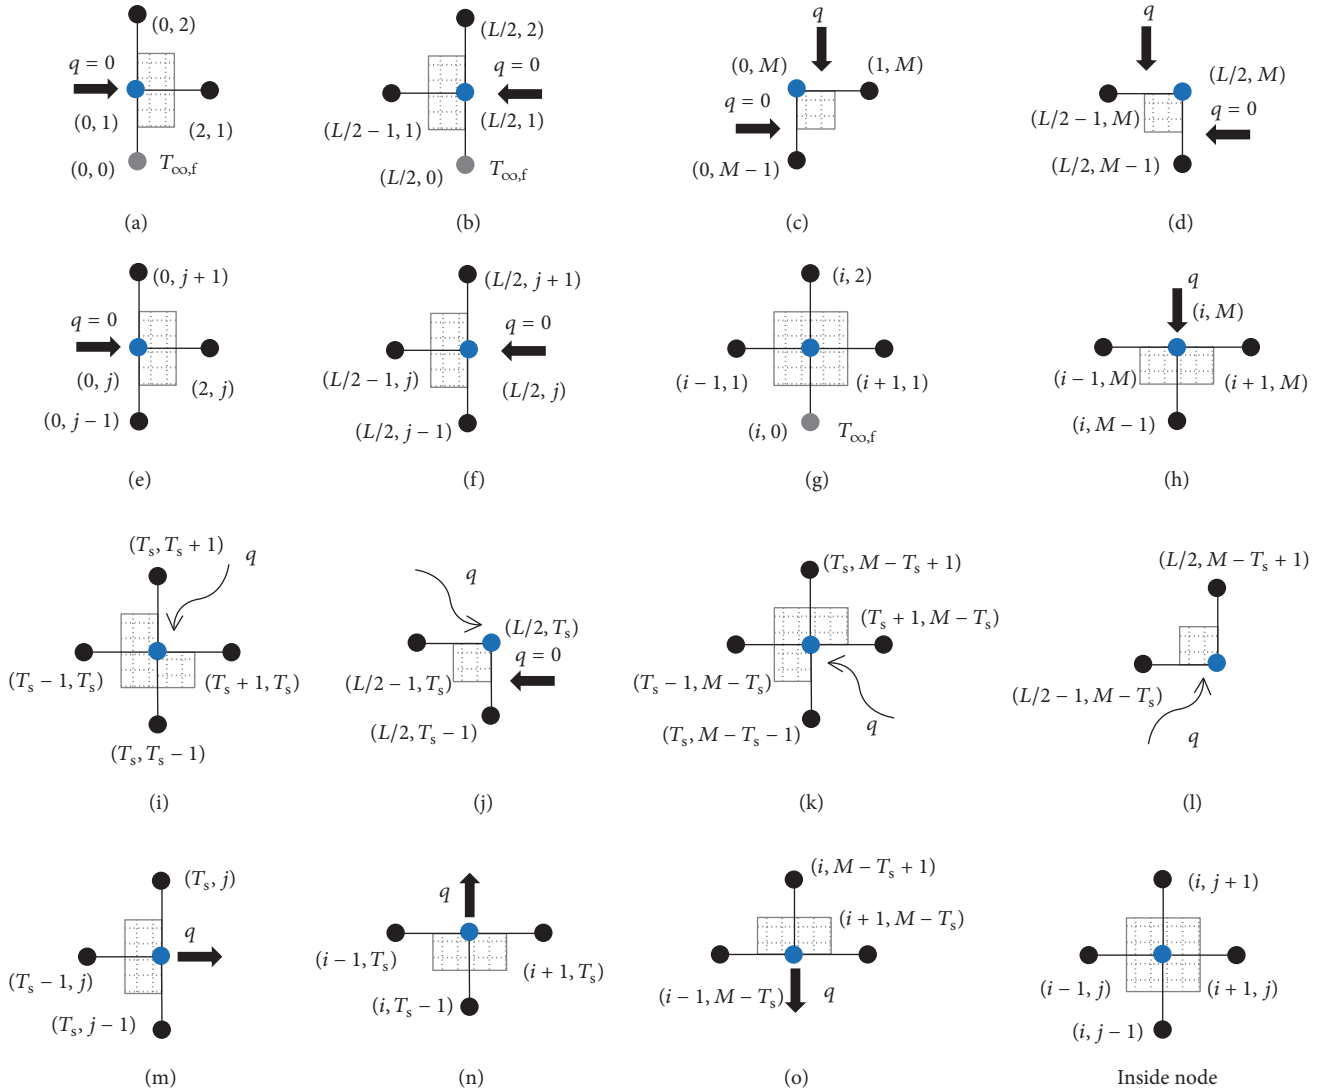 (0, 2)
q = 0
(0, 1)
(2, 1)
(0, 0)
T∞,f
(a)
(L/2, 2)
q = 0
(L/2 − 1, 1)
(L/2, 1)
(L/2, 0)
T∞,f
(b)
q
(0, M)
(1, M)
q = 0
(0, M − 1)
(c)
q
(L/2, M)
q = 0
(L/2 − 1, M)
(L/2, M − 1)
(d)
(0, j + 1)
q = 0
(0, j)
(2, j)
(0, j − 1)
(e)
(L/2, j + 1)
q = 0
(L/2 − 1, j)
(L/2, j)
(L/2, j − 1)
(f)
(i, 2)
(i − 1, 1)
(i + 1, 1)
(i, 0)
T∞,f
(g)
q
(i, M)
(i − 1, M)
(i + 1, M)
(i, M − 1)
(h)
(Ts, Ts + 1)
q
(Ts − 1, Ts)
(Ts + 1, Ts)
(Ts, Ts − 1)
(i)
q
(L/2, Ts)
q = 0
(L/2 − 1, Ts)
(L/2, Ts − 1)
(j)
(Ts, M − Ts + 1)
(Ts + 1, M − Ts)
(Ts − 1, M − Ts)
(Ts, M − Ts − 1)
q
(k)
(L/2, M − Ts + 1)
(L/2 − 1, M − Ts)
q
(l)
(Ts, j)
q
(Ts − 1, j)
(Ts, j − 1)
(m)
q
(i − 1, Ts)
(i + 1, Ts)
(i, Ts − 1)
(n)
(i, M − Ts + 1)
(i + 1, M − Ts)
(i − 1, M − Ts)
q
(o)
(i, j + 1)
(i − 1, j)
(i + 1, j)
(i, j − 1)
Inside node